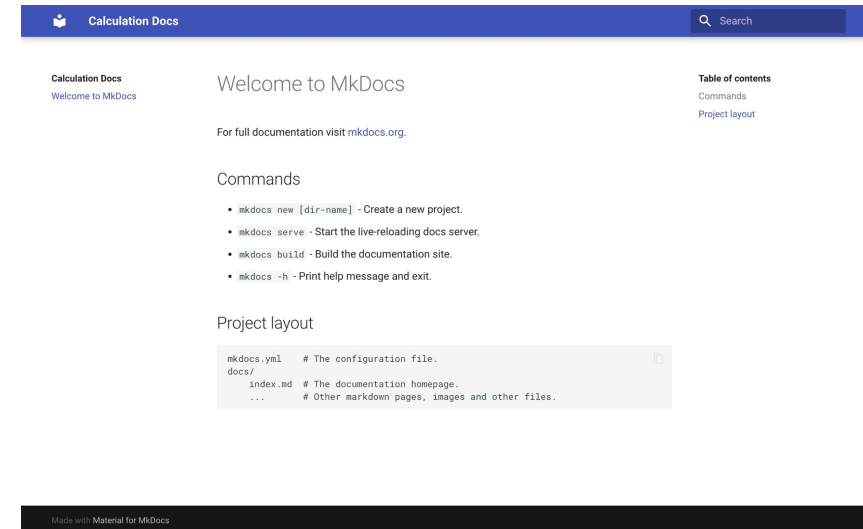 Calculation Docs
Search
Calculation Docs
Welcome to MkDocs
Welcome to MkDocs
For full documentation visit mkdocs.org.
Commands
mkdocs new [dir-name] - Create a new project.
mkdocs serve - Start the live-reloading docs server.
mkdocs build - Build the documentation site.
mkdocs -h - Print help message and exit.
Project layout
mkdocs.yml    # The configuration file.
docs/
    index.md  # The documentation homepage.
    ...       # Other markdown pages, images and other files.
Table of contents
Commands
Project layout
Made with Material for MkDocs